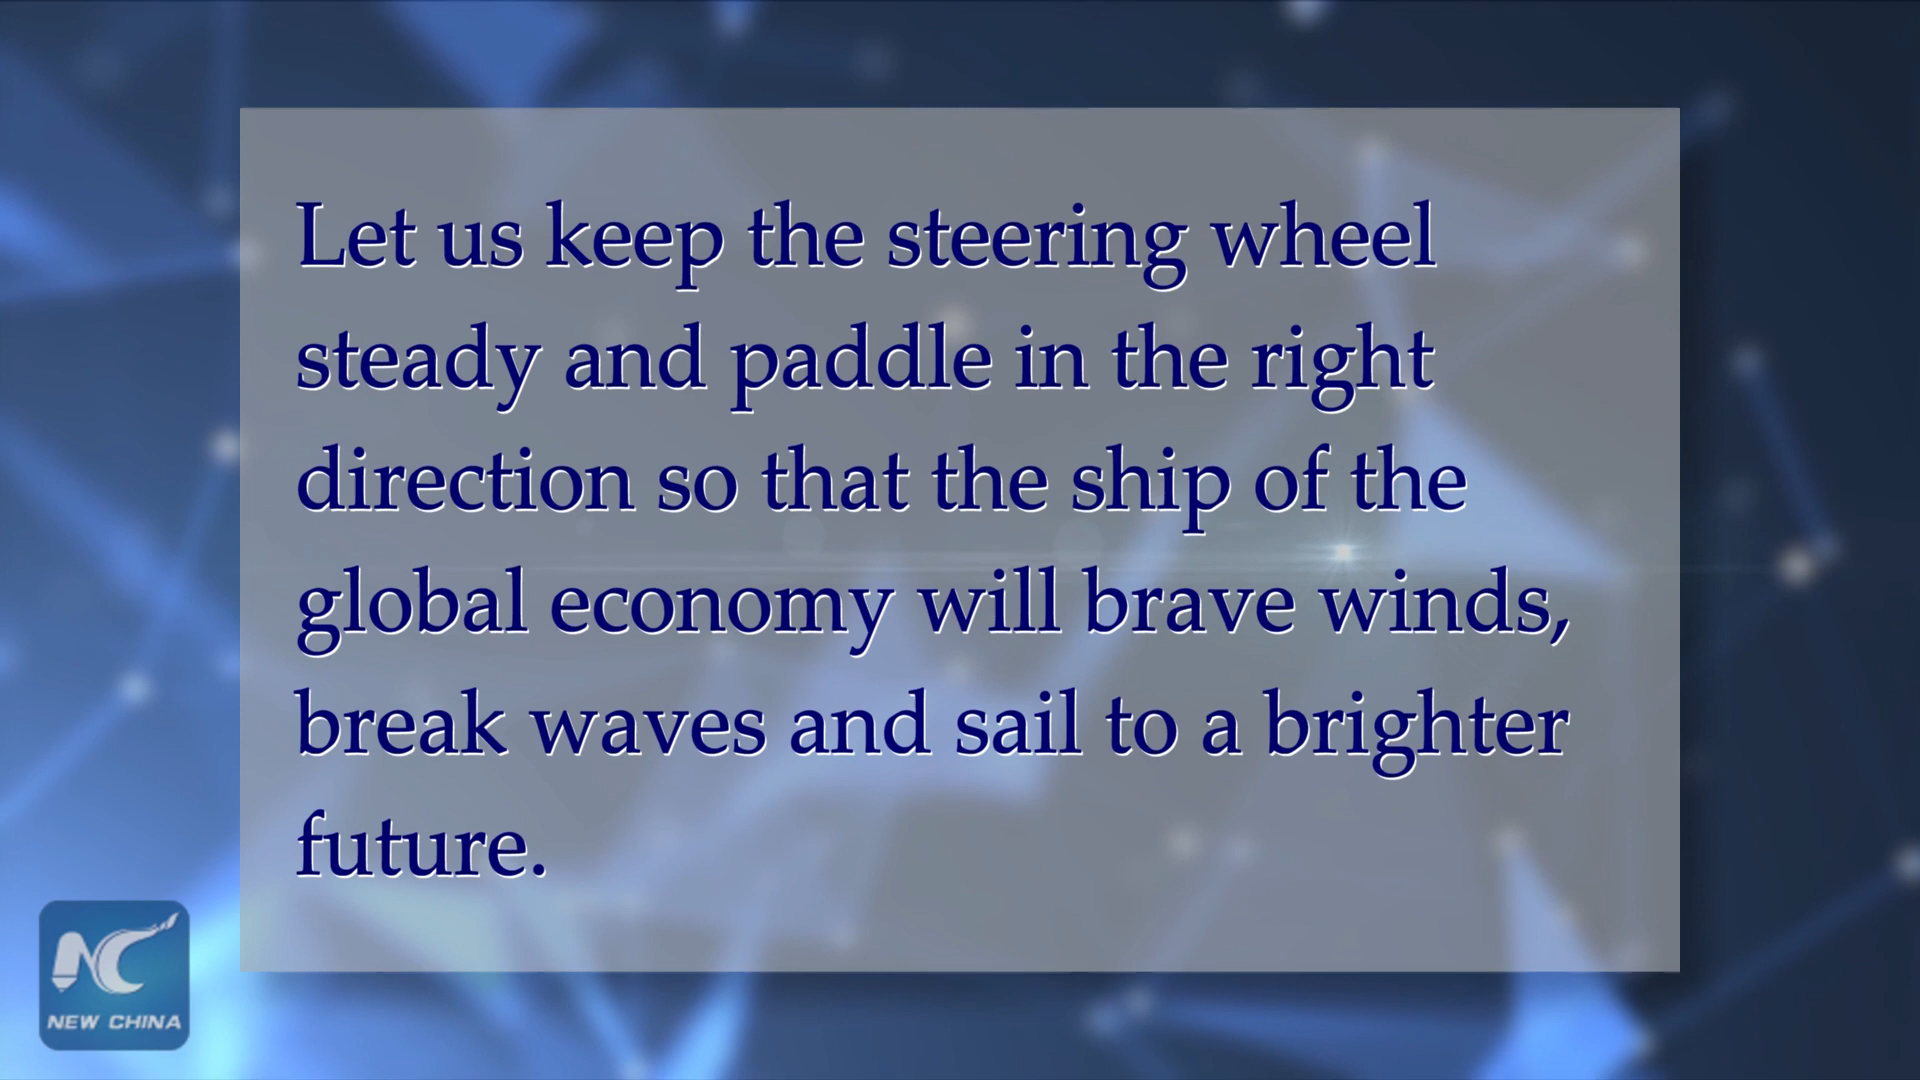 Let us keep the steering wheel
steady and paddle in the right
direction so that the ship of the
global economy will brave winds,
break waves and sail to a brighter
future.
NC
NEW CHINA